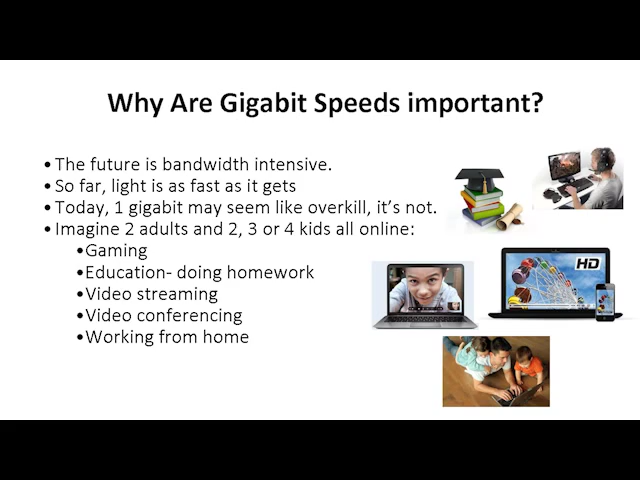 Why Are Gigabit Speeds important?
•The future is bandwidth intensive.
•So far, light is as fast as it gets
•Today, 1 gigabit may seem like overkill, it's not.
•Imagine 2 adults and 2, 3 or 4 kids all online:
•Gaming
•Education- doing homework
•Video streaming
•Video conferencing
•Working from home
HD